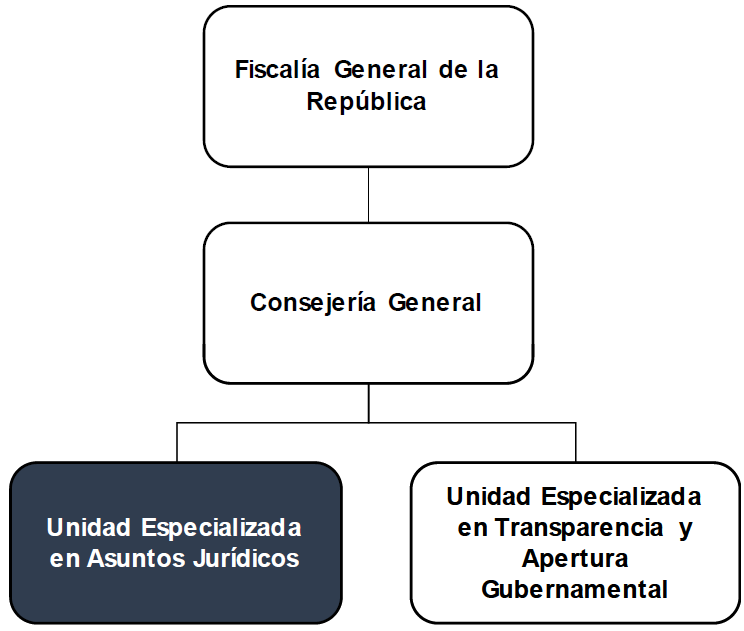 Fiscalía General de la
República
Consejería General
Unidad Especializada
en Asuntos Jurídicos
Unidad Especializada
en Transparencia y
Apertura
Gubernamental